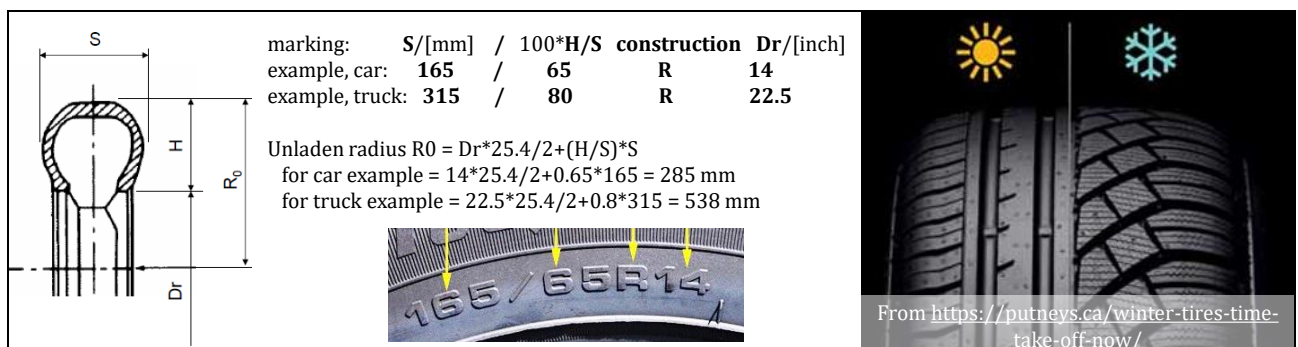 S
H
R0
Dr
marking: S/[mm] / 100*H/S construction Dr/[inch]
example, car: 165 / 65 R 14
example, truck: 315 / 80 R 22.5
Unladen radius R0 = Dr*25.4/2+(H/S)*S
for car example = 14*25.4/2+0.65*165 = 285 mm
for truck example = 22.5*25.4/2+0.8*315 = 538 mm
165/65R14
From https://putneys.ca/winter-tires-time-
take-off-now/